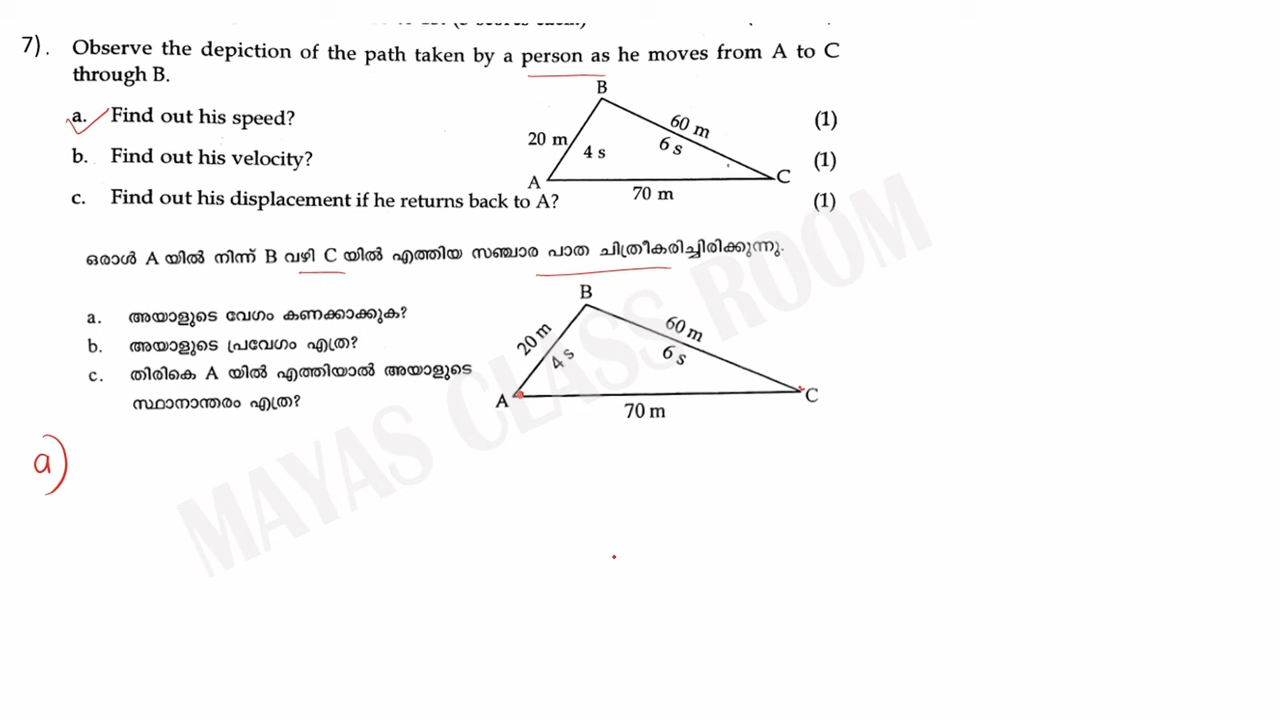 7). Observe the depiction of the path taken by a person as he moves from A to C
through B.
B
a. Find out his speed? (1)
60 m
20 m
6 s
4 s
b. Find out his velocity? (1)
A
C
70 m
c. Find out his displacement if he returns back to A? (1)
ഒരാൾ A യിൽ നിന്ന് B വഴി C യിൽ എത്തിയ സഞ്ചാര പാത ചിത്രീകരിച്ചിരിക്കുന്നു.
B
a. അയാളുടെ വേഗം കണക്കാക്കുക?
20 m
60 m
b. അയാളുടെ പ്രവേഗം എത്ര?
4 s
6 s
c. തിരികെ A യിൽ എത്തിയാൽ അയാളുടെ
സ്ഥാനാന്തരം എത്ര?
A
C
70 m
a)
MAYAS CLASS ROOM